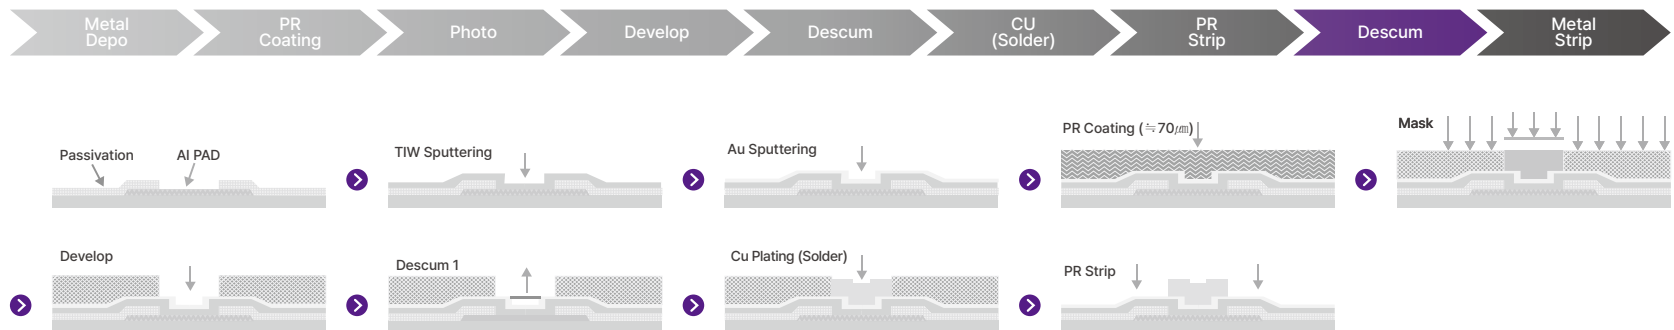 Metal
Depo
PR
Coating
Photo
Develop
Descum
CU
(Solder)
PR
Strip
Descum
Metal
Strip
Passivation
AI PAD
TIW Sputtering
Au Sputtering
PR Coating (≒70㎛)
Mask
Develop
Descum 1
Cu Plating (Solder)
PR Strip